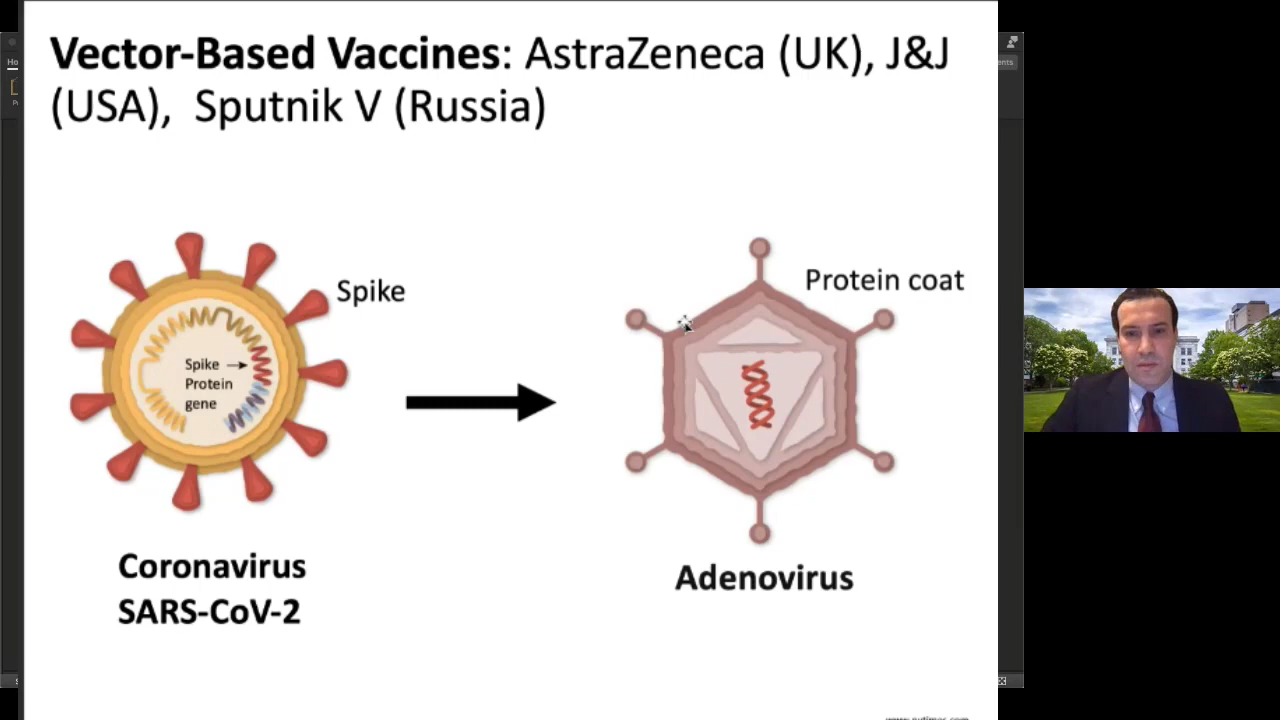 Vector-Based Vaccines: AstraZeneca (UK), J&J
(USA), Sputnik V (Russia)
Spike
Protein coat
Spike
Protein
gene
Coronavirus
SARS-CoV-2
Adenovirus